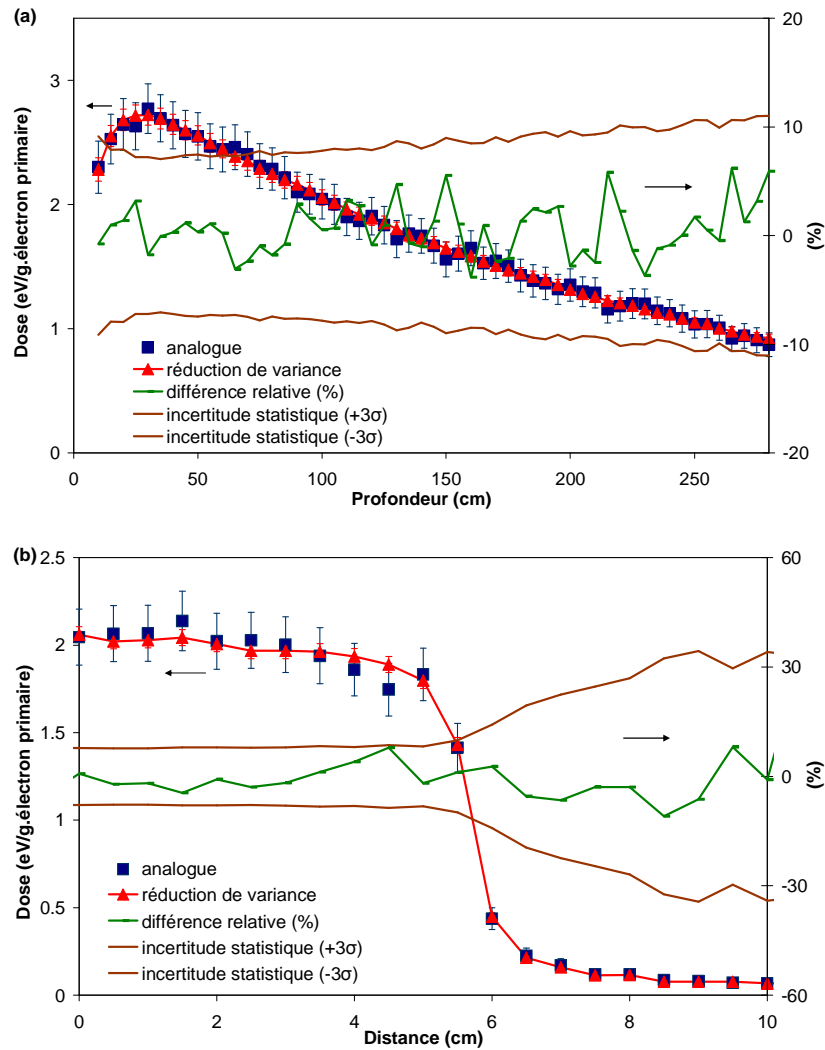 (a)
20
3
10
2
0
(%)
Dose (eV/g.électron primaire)
1
-10
analogue
réduction de variance
différence relative (%)
incertitude statistique (+3σ)
incertitude statistique (-3σ)
0
-20
0 50 100 150 200 250
Profondeur (cm)
(b)
2.5
60
2
30
1.5
0
(%)
Dose (eV/g.électron primaire)
1
analogue
réduction de variance
0.5
-30
différence relative (%)
incertitude statistique (+3σ)
incertitude statistique (-3σ)
0
-60
0 2 4 6 8 10
Distance (cm)